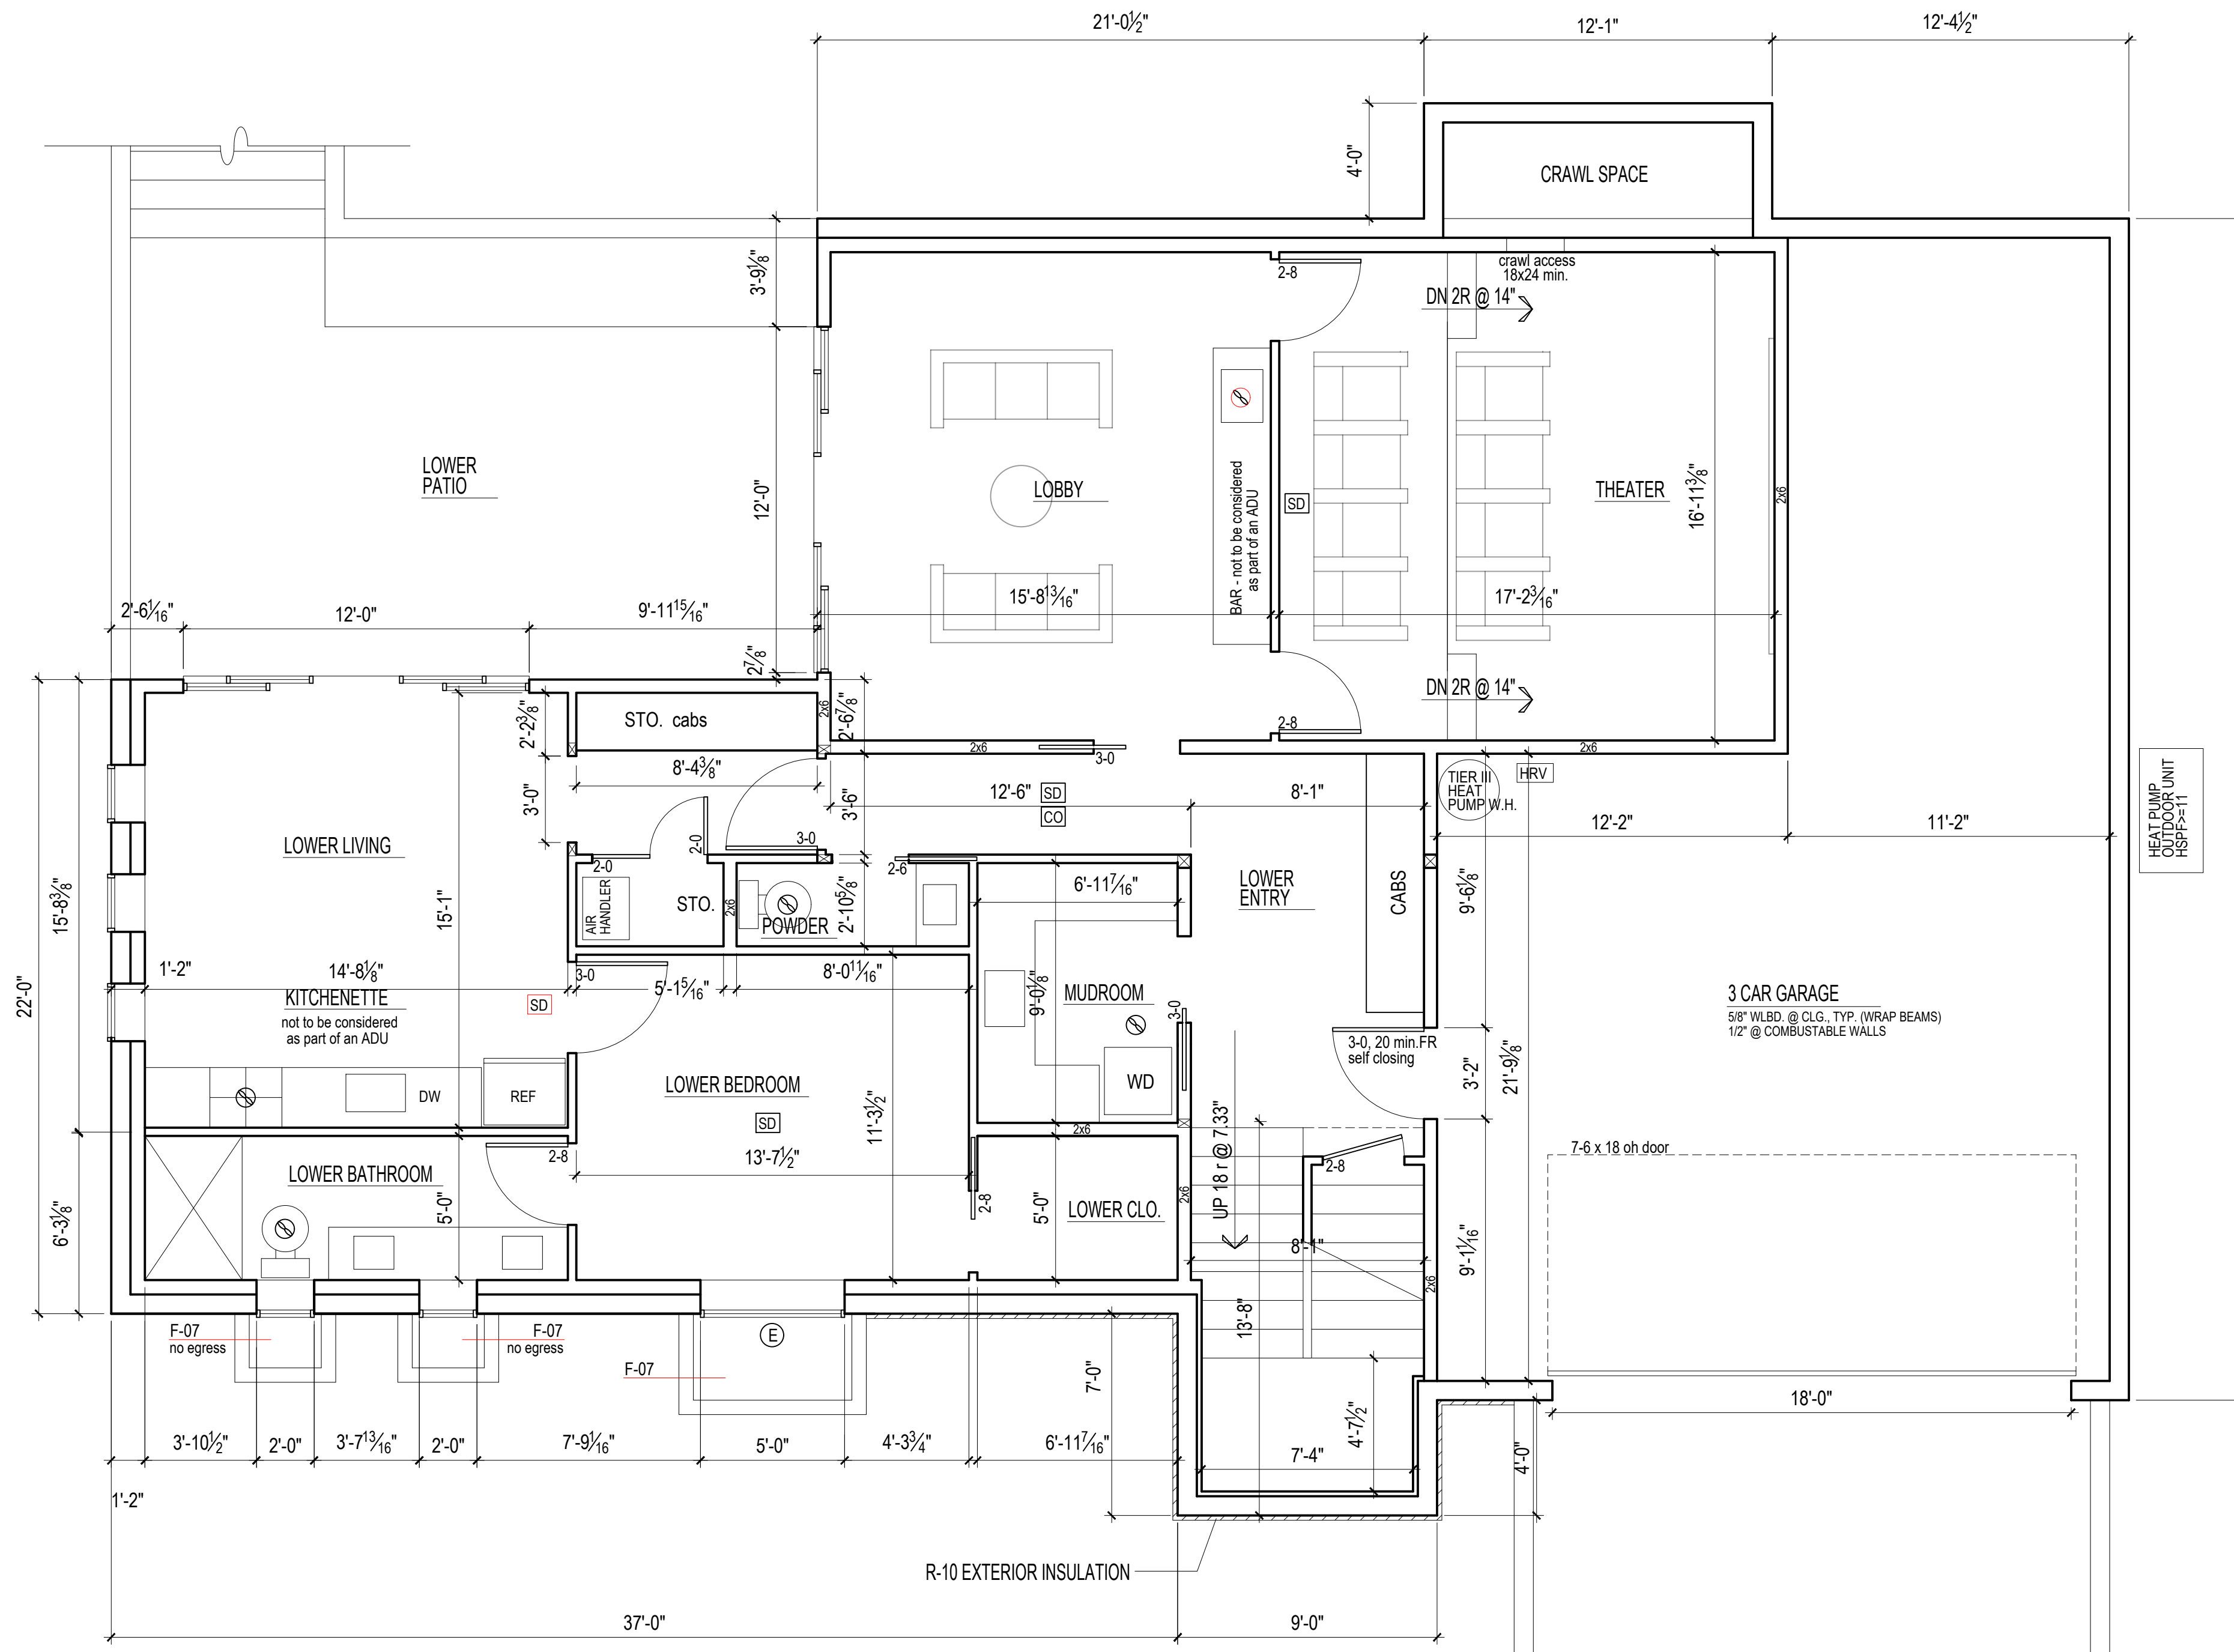 21'-0½"
12'-1"
12'-4½"
4'-0"
CRAWL SPACE
crawl access
18x24 min.
2-8
DN 2R @ 14"
3'-9⅛"
12'-0"
2⅞"
LOWER
PATIO
LOBBY
BAR - not to be considered
as part of an ADU
SD
THEATER
16'-11⅜"
2x6
15'-8¹³⁄₁₆"
17'-2³⁄₁₆"
2'-6¹⁄₁₆"
12'-0"
9'-11¹⁵⁄₁₆"
DN 2R @ 14"
2-8
STO. cabs
2'-2⅜"
2x6
2'-6⅞"
2x6
3-0
2x6
8'-4⅜"
3'-0"
3'-6"
12'-6"
SD
CO
8'-1"
TIER III
HEAT
PUMP W.H.
HRV
12'-2"
11'-2"
HEAT PUMP
OUTDOOR UNIT
HSPF>=11
LOWER LIVING
2-0
2-0
3-0
2-6
AIR
HANDLER
STO.
2x6
POWDER
2'-10⅝"
6'-11⁷⁄₁₆"
LOWER
ENTRY
CABS
9'-6⅛"
22'-0"
15'-8⅜"
15'-1"
1'-2"
14'-8⅛"
3-0
5'-1⁵⁄₁₆"
8'-0¹¹⁄₁₆"
KITCHENETTE
not to be considered
as part of an ADU
SD
9'-0⅛"
MUDROOM
3-0
3 CAR GARAGE
5/8" WLBD. @ CLG., TYP. (WRAP BEAMS)
1/2" @ COMBUSTABLE WALLS
3-0, 20 min.FR
self closing
3'-2"
21'-9⅛"
DW
REF
LOWER BEDROOM
SD
11'-3½"
WD
2x6
UP 18 r @ 7.33"
7-6 x 18 oh door
2-8
13'-7½"
2-8
LOWER BATHROOM
5'-0"
6'-3⅛"
2-8
5'-0"
LOWER CLO.
2x6
8'-1"
2x6
9'-1¹⁄₁₆"
F-07
no egress
F-07
no egress
F-07
E
13'-8"
7'-0"
4'-7½"
7'-4"
18'-0"
4'-0"
3'-10½"
2'-0"
3'-7¹³⁄₁₆"
2'-0"
7'-9¹⁄₁₆"
5'-0"
4'-3¾"
6'-11⁷⁄₁₆"
1'-2"
R-10 EXTERIOR INSULATION
37'-0"
9'-0"